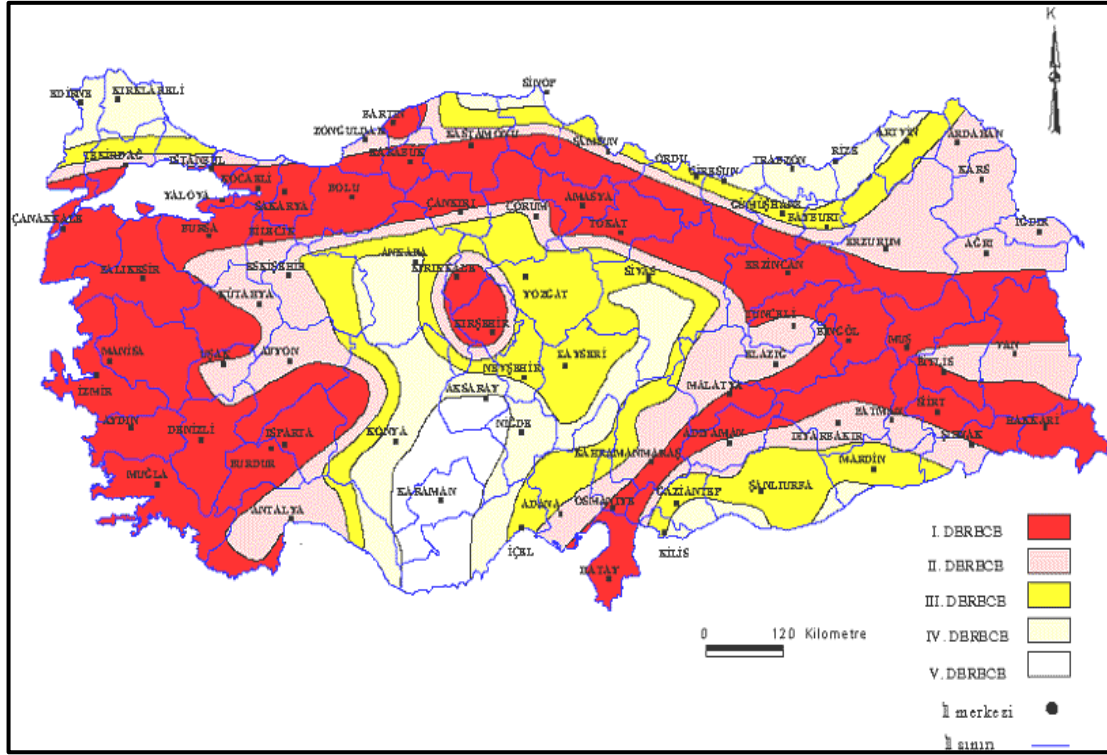 K
SİNOP
EDİRNE
KIRKLARELİ
BARTIN
ZONGULDAK
KASTAMONU
ARTVİN
ARDAHAN
TEKİRDAĞ
İSTANBUL
KARABÜK
SAMSUN
ORDU
GİRESUN
TRABZON
RİZE
KARS
KOCAELİ
YALOVA
SAKARYA
BOLU
ÇANKIRI
ÇORUM
AMASYA
TOKAT
GÜMÜŞHANE
BAYBURT
ÇANAKKALE
BURSA
BİLECİK
ERZURUM
IĞDIR
AĞRI
BALIKESİR
ESKİŞEHİR
ANKARA
KIRIKKALE
YOZGAT
SİVAS
ERZİNCAN
KÜTAHYA
KIRŞEHİR
TUNCELİ
BİNGÖL
MUŞ
MANİSA
UŞAK
AFYON
NEVŞEHİR
KAYSERİ
ELAZIĞ
BİTLİS
VAN
İZMİR
AKSARAY
MALATYA
SİİRT
AYDIN
DENİZLİ
ISPARTA
KONYA
NİĞDE
ADIYAMAN
BATMAN
DİYARBAKIR
ŞIRNAK
HAKKARİ
BURDUR
KAHRAMANMARAŞ
MARDİN
MUĞLA
KARAMAN
ADANA
OSMANİYE
GAZİANTEP
ŞANLIURFA
ANTALYA
İÇEL
KİLİS
HATAY
I. DERECE
II. DERECE
III. DERECE
IV. DERECE
V. DERECE
İl merkezi
İl sınırı
0 120 Kilometre